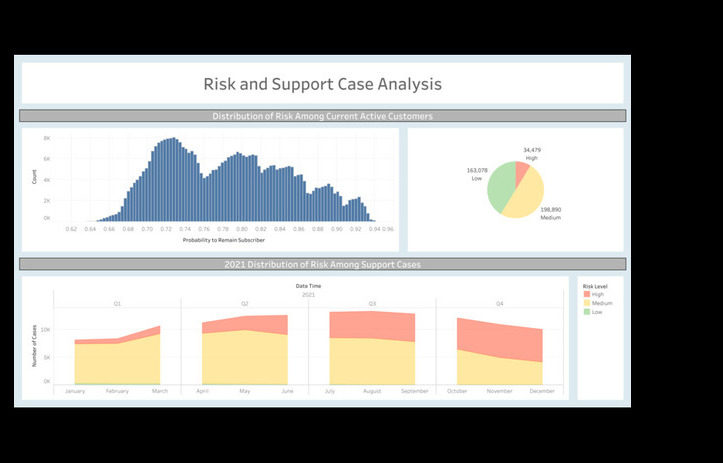 Risk and Support Case Analysis
Distribution of Risk Among Current Active Customers
8K
6K
4K
2K
0K
Count
0.62 0.64 0.66 0.68 0.70 0.72 0.74 0.76 0.78 0.80 0.82 0.84 0.86 0.88 0.90 0.92 0.94 0.96
Probability to Remain Subscriber
34,479
High
163,078
Low
198,890
Medium
2021 Distribution of Risk Among Support Cases
Date Time
2021
Q1 Q2 Q3 Q4
10K
5K
0K
Number of Cases
January February March April May June July August September October November December
Risk Level
High
Medium
Low